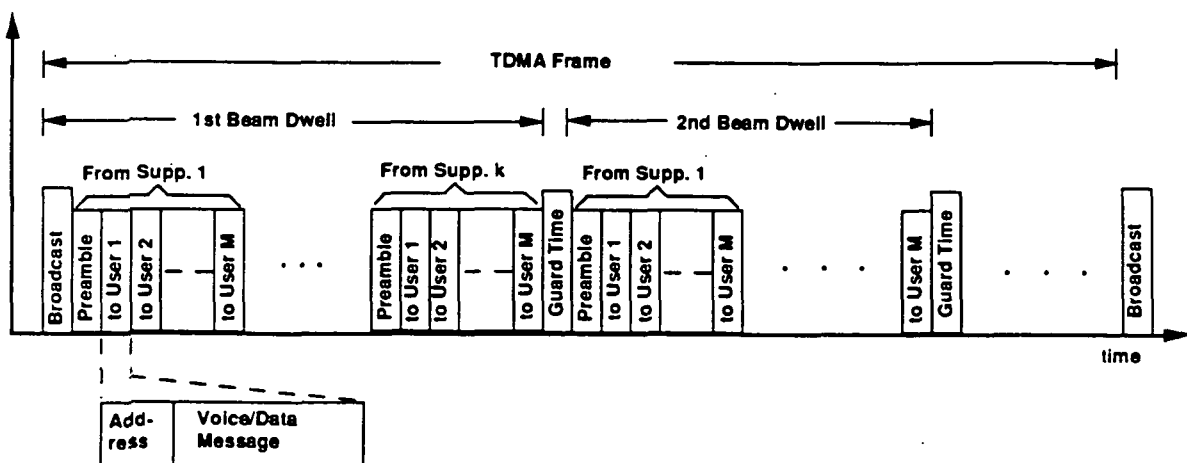 TDMA Frame
1st Beam Dwell
2nd Beam Dwell
From Supp. 1
From Supp. k
From Supp. 1
Broadcast
Preamble
to User 1
to User 2
to User M
. . .
Preamble
to User 1
to User 2
to User M
Guard Time
Preamble
to User 1
to User 2
to User M
. . . .
to User M
Guard Time
. . . .
Broadcast
time
Add-
ress
Voice/Data
Message